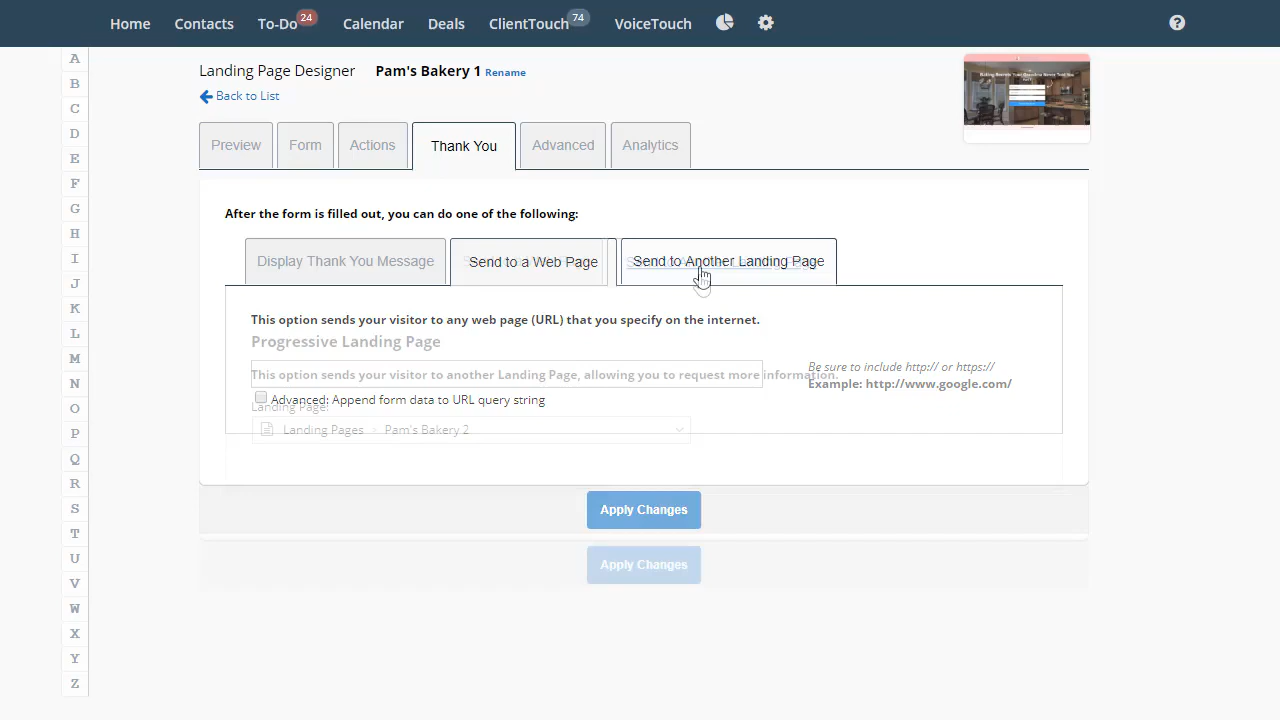 Home Contacts To-Do 24 Calendar Deals ClientTouch 74 VoiceTouch
Landing Page Designer Pam's Bakery 1 Rename
Back to List
Preview Form Actions Thank You Advanced Analytics
After the form is filled out, you can do one of the following:
Display Thank You Message Send to a Web Page Send to Another Landing Page
This option sends your visitor to any web page (URL) that you specify on the internet.
Progressive Landing Page
Be sure to include http:// or https://
This option sends your visitor to another Landing Page, allowing you to request more information.
Example: http://www.google.com/
Advanced: Append form data to URL query string
Landing Page:
Landing Pages Pam's Bakery 2
Apply Changes
Apply Changes
A
B
C
D
E
F
G
H
I
J
K
L
M
N
O
P
Q
R
S
T
U
V
W
X
Y
Z